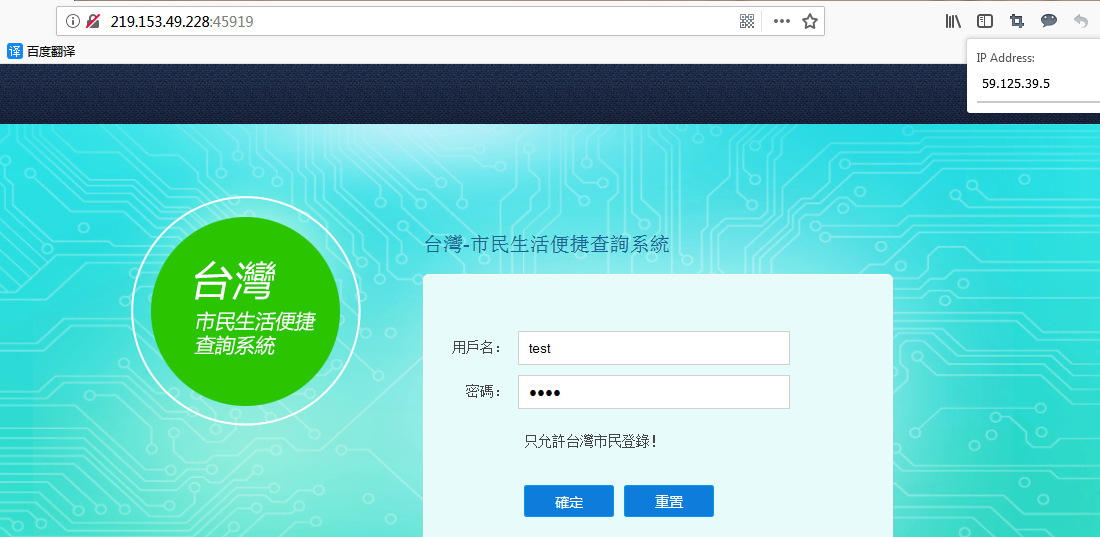 219.153.49.228:45919
译 百度翻译
IP Address:
59.125.39.5
台灣
市民生活便捷
查詢系統
台灣-市民生活便捷查詢系統
用戶名： test
密碼： ●●●●
只允許台灣市民登錄!
確定 重置